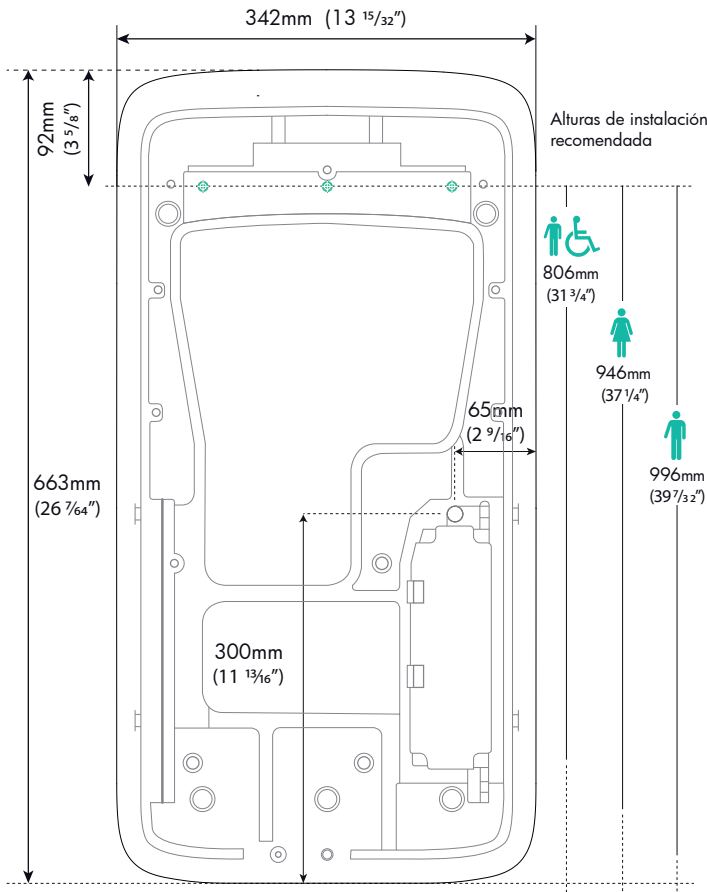 342mm (13 15/32”)
92mm
(3 5/8”)
Alturas de instalación
recomendada
806mm
(31 3/4”)
946mm
(37 1/4”)
65mm
(2 9/16”)
996mm
(39 7/32”)
663mm
(26 7/64”)
300mm
(11 13/16”)